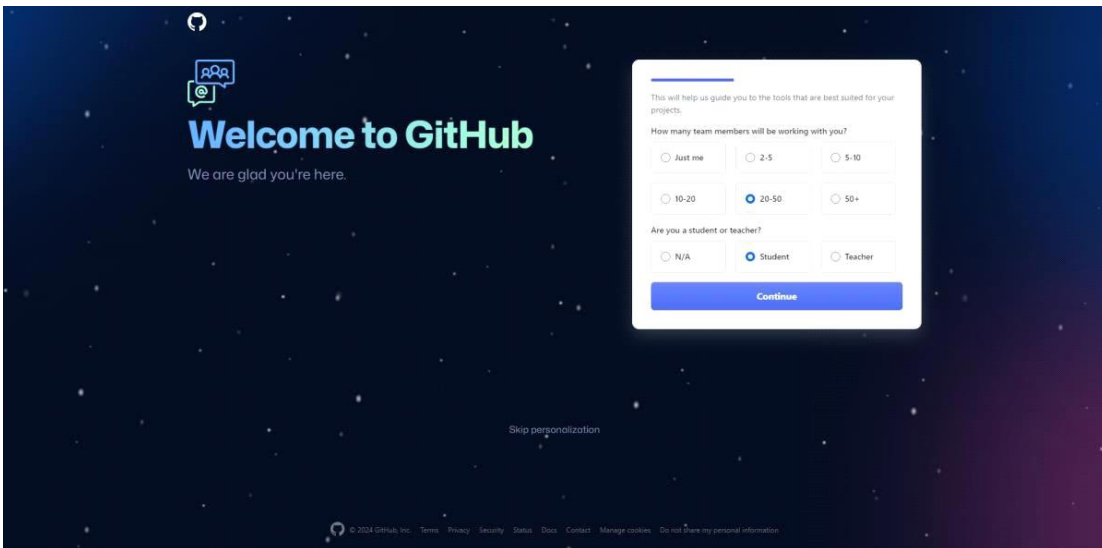 Welcome to GitHub
We are glad you're here.
This will help us guide you to the tools that are best suited for your
projects.
How many team members will be working with you?
Just me
2-5
5-10
10-20
20-50
50+
Are you a student or teacher?
N/A
Student
Teacher
Continue
Skip personalization
© 2024 GitHub, Inc. Terms Privacy Security Status Docs Contact Manage cookies Do not share my personal information